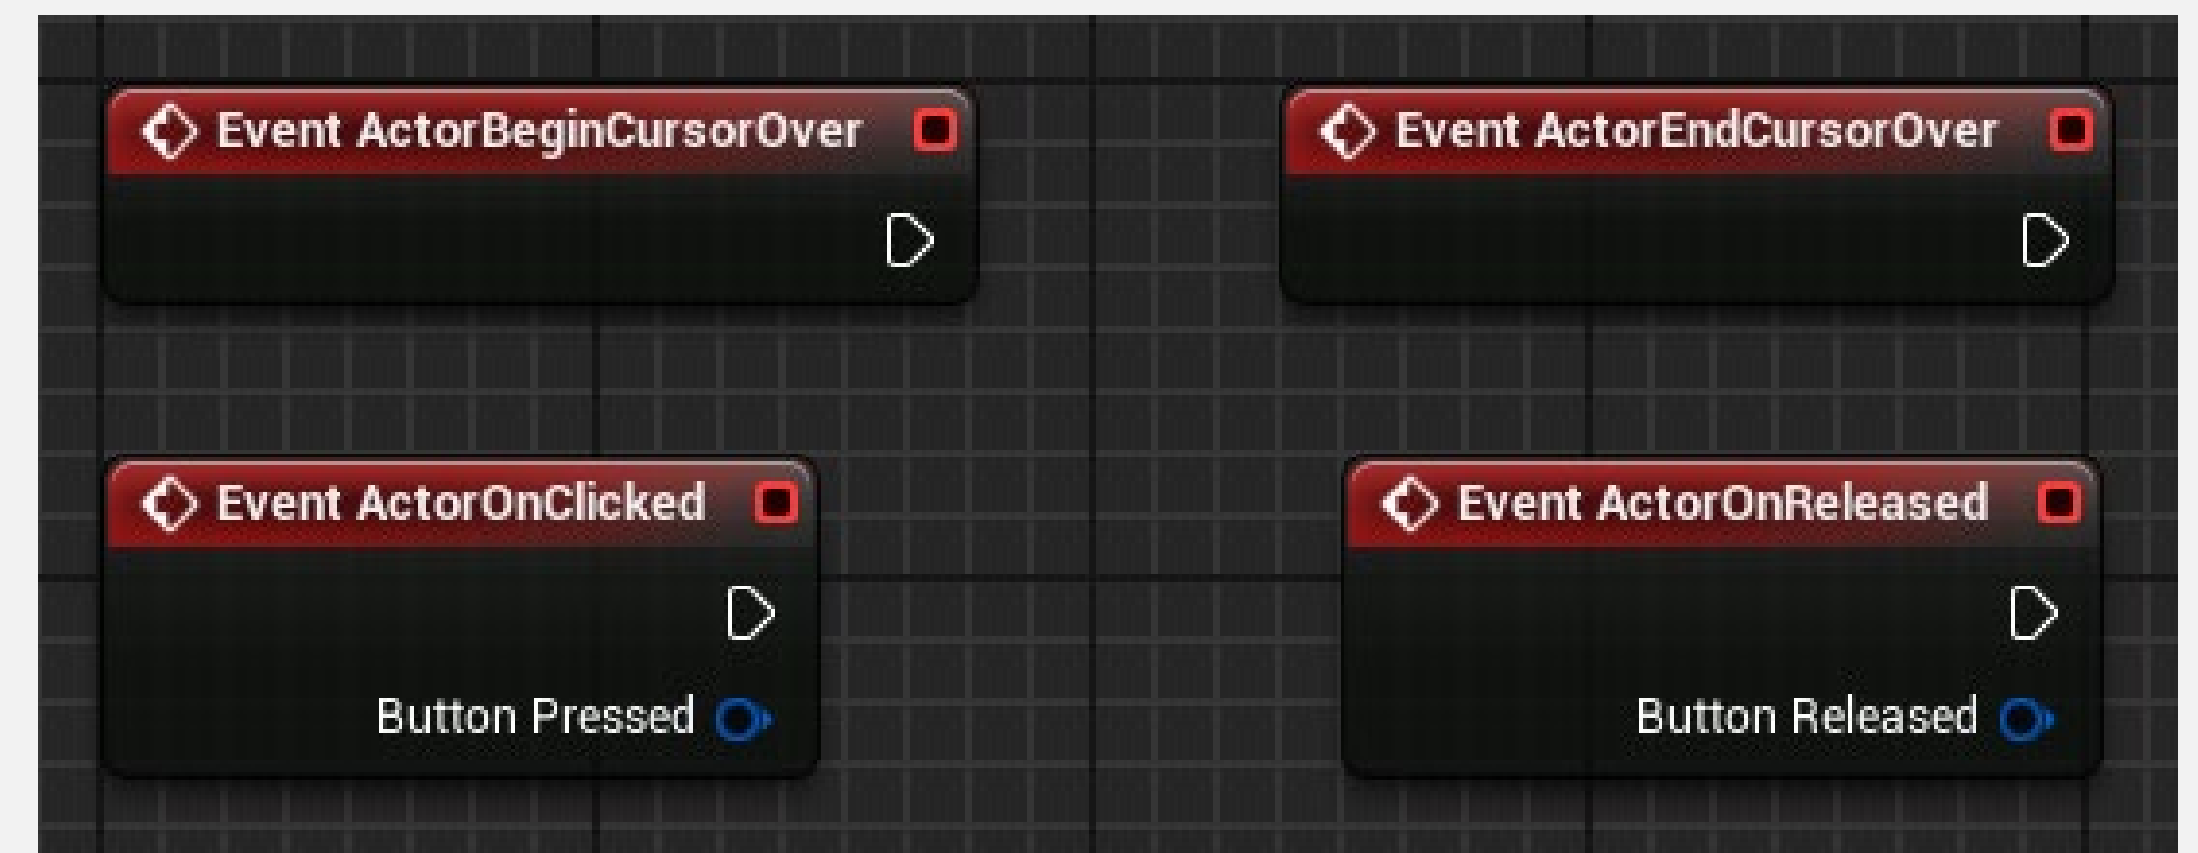 Event ActorBeginCursorOver
Event ActorEndCursorOver
Event ActorOnClicked
Button Pressed
Event ActorOnReleased
Button Released